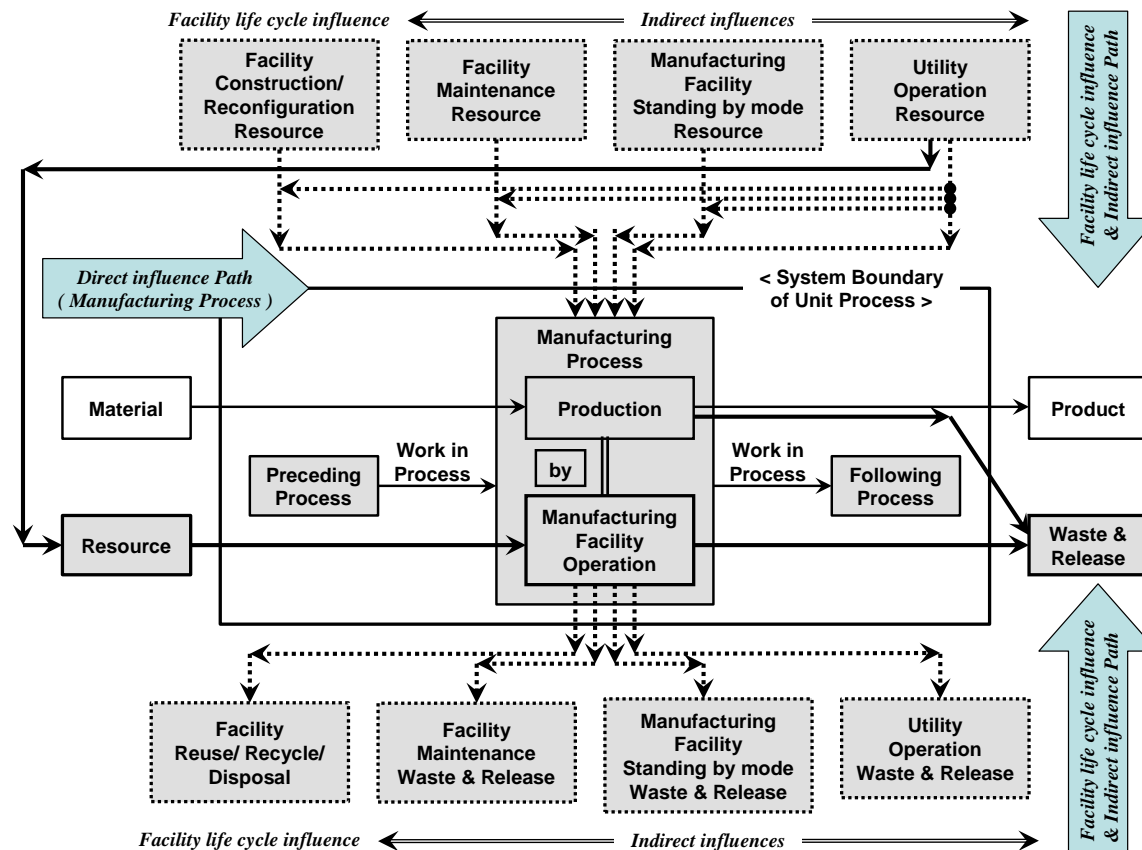 Facility life cycle influence
Indirect influences
Facility
Construction/
Reconfiguration
Resource
Facility
Maintenance
Resource
Manufacturing
Facility
Standing by mode
Resource
Utility
Operation
Resource
Facility life cycle influence
& Indirect influence Path
Direct influence Path
( Manufacturing Process )
< System Boundary
of Unit Process >
Manufacturing
Process
Material
Production
Product
Preceding
Process
Work in
Process
by
Work in
Process
Following
Process
Resource
Manufacturing
Facility
Operation
Waste &
Release
Facility
Reuse/ Recycle/
Disposal
Facility
Maintenance
Waste & Release
Manufacturing
Facility
Standing by mode
Waste & Release
Utility
Operation
Waste & Release
Facility life cycle influence
& Indirect influence Path
Facility life cycle influence
Indirect influences